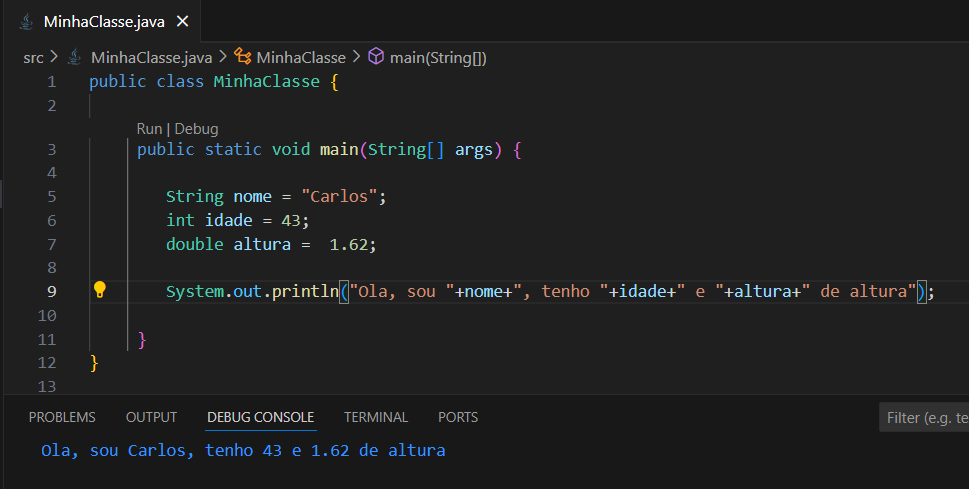 MinhaClasse.java ×
src > MinhaClasse.java > MinhaClasse > main(String[])
1 public class MinhaClasse {
2
Run | Debug
3 public static void main(String[] args) {
4
5 String nome = "Carlos";
6 int idade = 43;
7 double altura =  1.62;
8
9 System.out.println("Ola, sou "+nome+", tenho "+idade+" e "+altura+" de altura");
10
11 }
12 }
13
PROBLEMS OUTPUT DEBUG CONSOLE TERMINAL PORTS Filter (e.g. te
Ola, sou Carlos, tenho 43 e 1.62 de altura